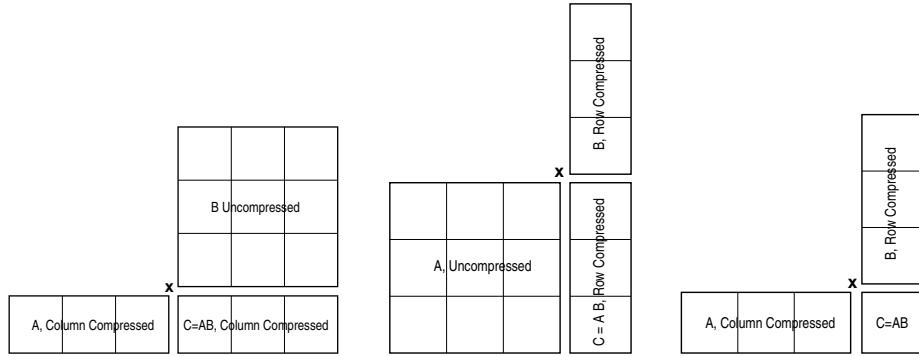 B Uncompressed
x
A, Column Compressed
C=AB, Column Compressed
B, Row Compressed
x
A, Uncompressed
C = A B, Row Compressed
B, Row Compressed
x
A, Column Compressed
C=AB